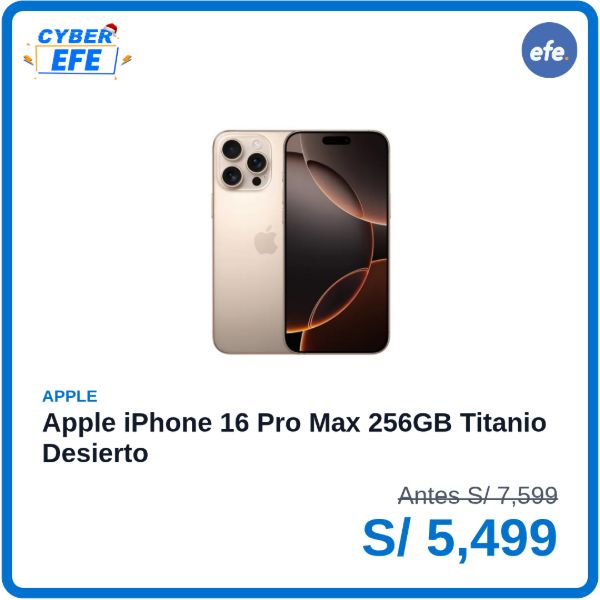 CYBER
EFE
efe.
APPLE
Apple iPhone 16 Pro Max 256GB Titanio
Desierto
Antes S/ 7,599
S/ 5,499